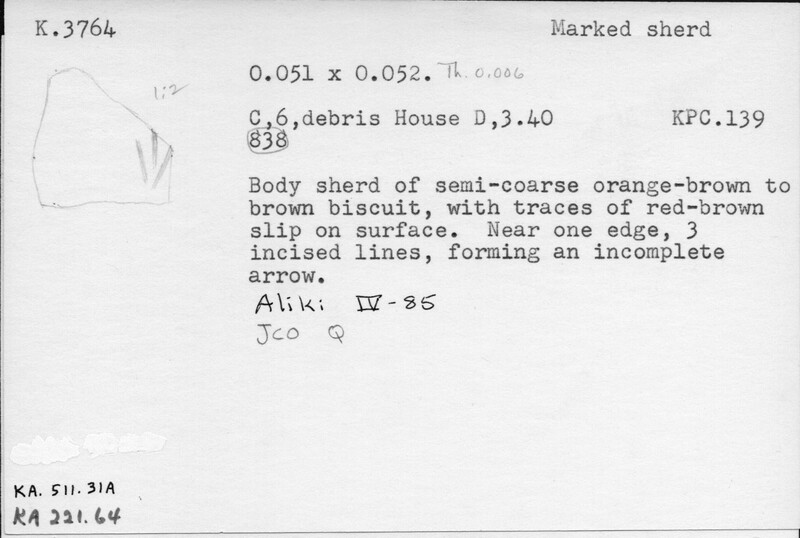 K.3764
Marked sherd
1:2
0.051 x 0.052. Th. 0.006
C,6,debris House D,3.40 KPC.139
838
Body sherd of semi-coarse orange-brown to
brown biscuit, with traces of red-brown
slip on surface. Near one edge, 3
incised lines, forming an incomplete
arrow.
Aliki IV-85
Jco Q
KA. 511.31A
KA 221.64